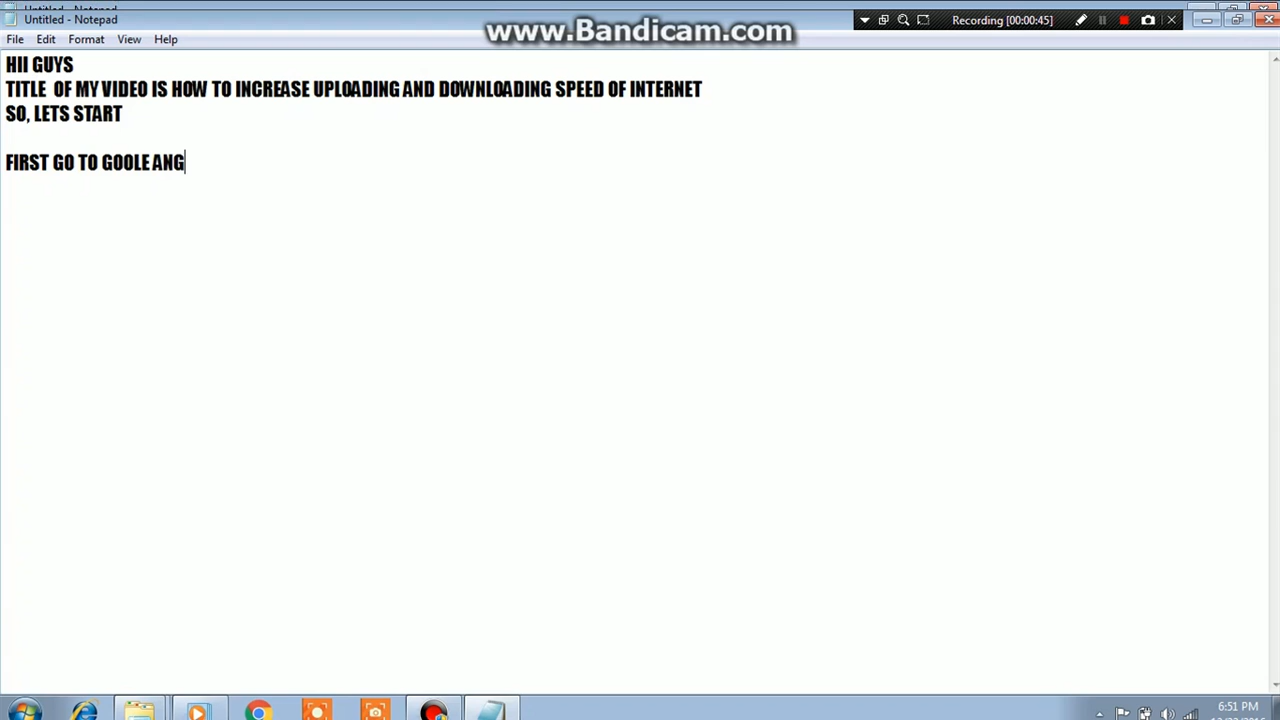 Untitled - Notepad
www.Bandicam.com
Recording [00:00:45]
File Edit Format View Help
HII GUYS
TITLE  OF MY VIDEO IS HOW TO INCREASE UPLOADING AND DOWNLOADING SPEED OF INTERNET
SO, LETS START
FIRST GO TO GOOLE ANG
6:51 PM